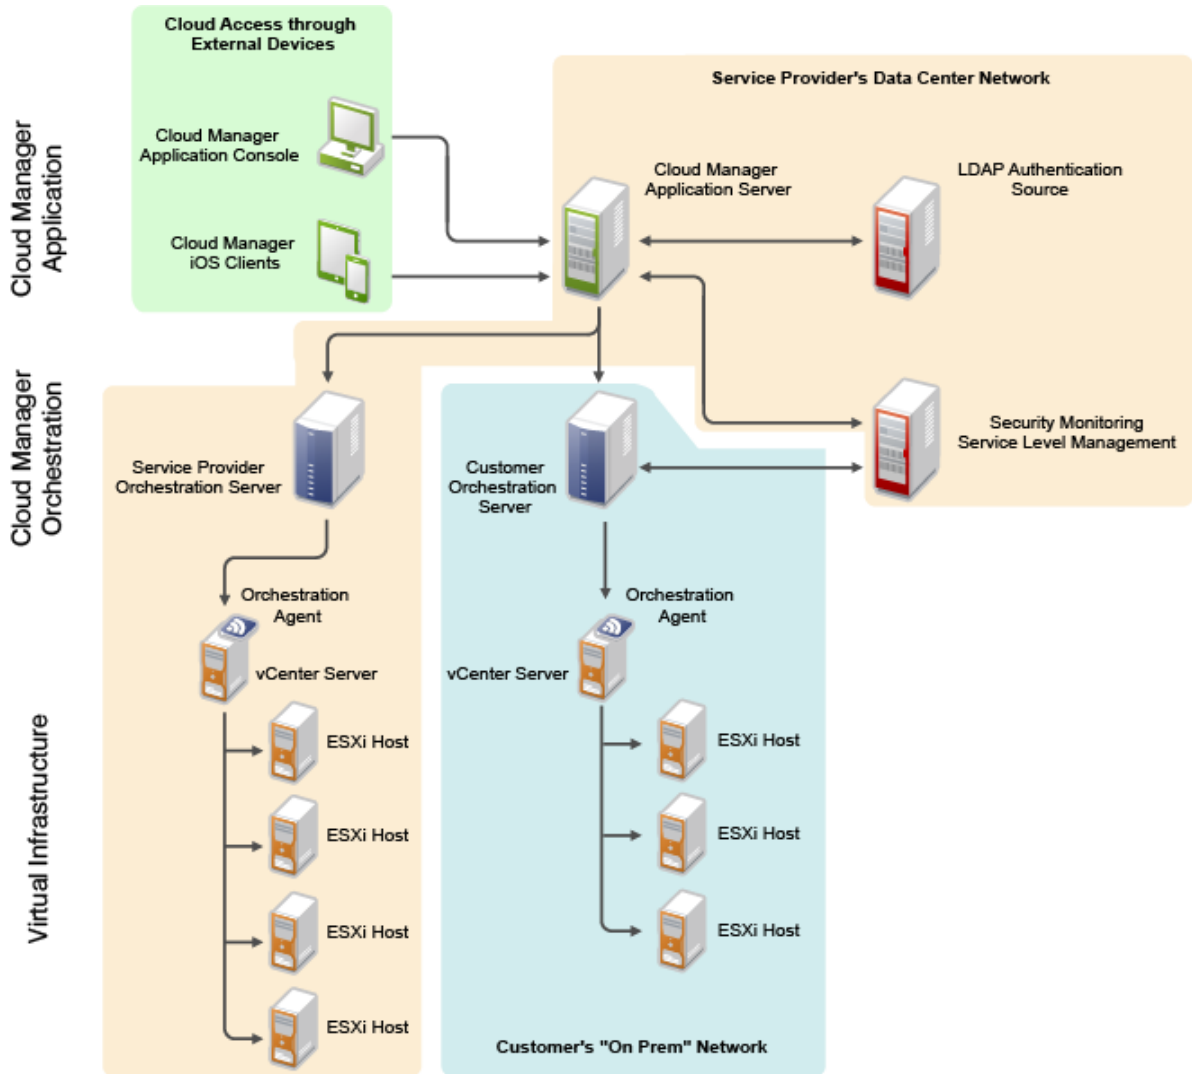 Cloud Access through
External Devices
Service Provider's Data Center Network
Cloud Manager
Application
Cloud Manager
Application Console
Cloud Manager
Application Server
LDAP Authentication
Source
Cloud Manager
iOS Clients
Cloud Manager
Orchestration
Service Provider
Orchestration Server
Customer
Orchestration
Server
Security Monitoring
Service Level Management
Orchestration
Agent
vCenter Server
Orchestration
Agent
vCenter Server
Virtual Infrastructure
ESXi Host
ESXi Host
ESXi Host
ESXi Host
ESXi Host
ESXi Host
ESXi Host
Customer's "On Prem" Network